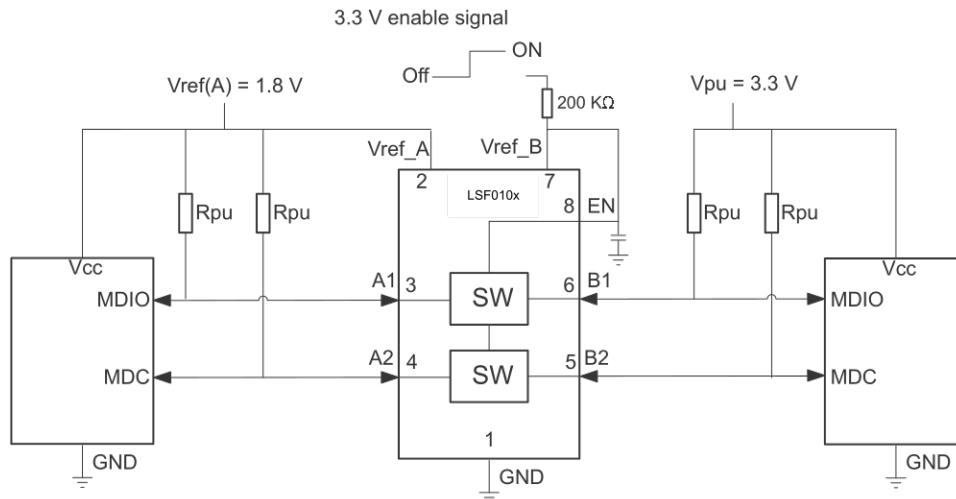 3.3 V enable signal
ON
Off
Vref(A) = 1.8 V
200 KΩ
Vpu = 3.3 V
Vref_A
Vref_B
2
7
LSF010x
8
EN
Rpu
Rpu
Rpu
Rpu
Vcc
Vcc
MDIO
A1
3
SW
6
B1
MDIO
MDC
A2
4
SW
5
B2
MDC
1
GND
GND
GND